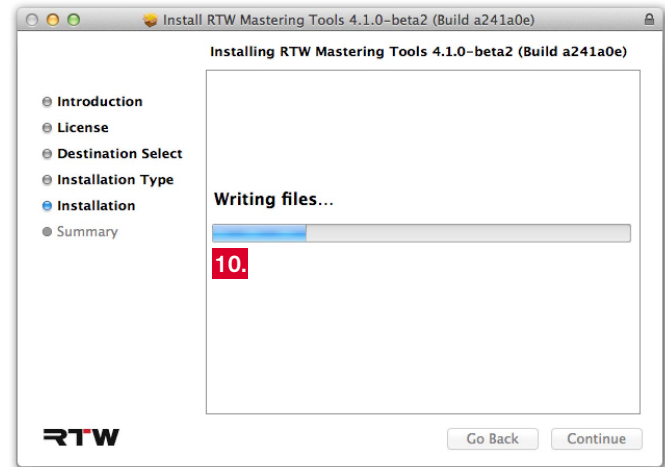 Install RTW Mastering Tools 4.1.0-beta2 (Build a241a0e)
Installing RTW Mastering Tools 4.1.0-beta2 (Build a241a0e)
Introduction
License
Destination Select
Installation Type
Installation
Summary
Writing files...
10.
RTW
Go Back
Continue